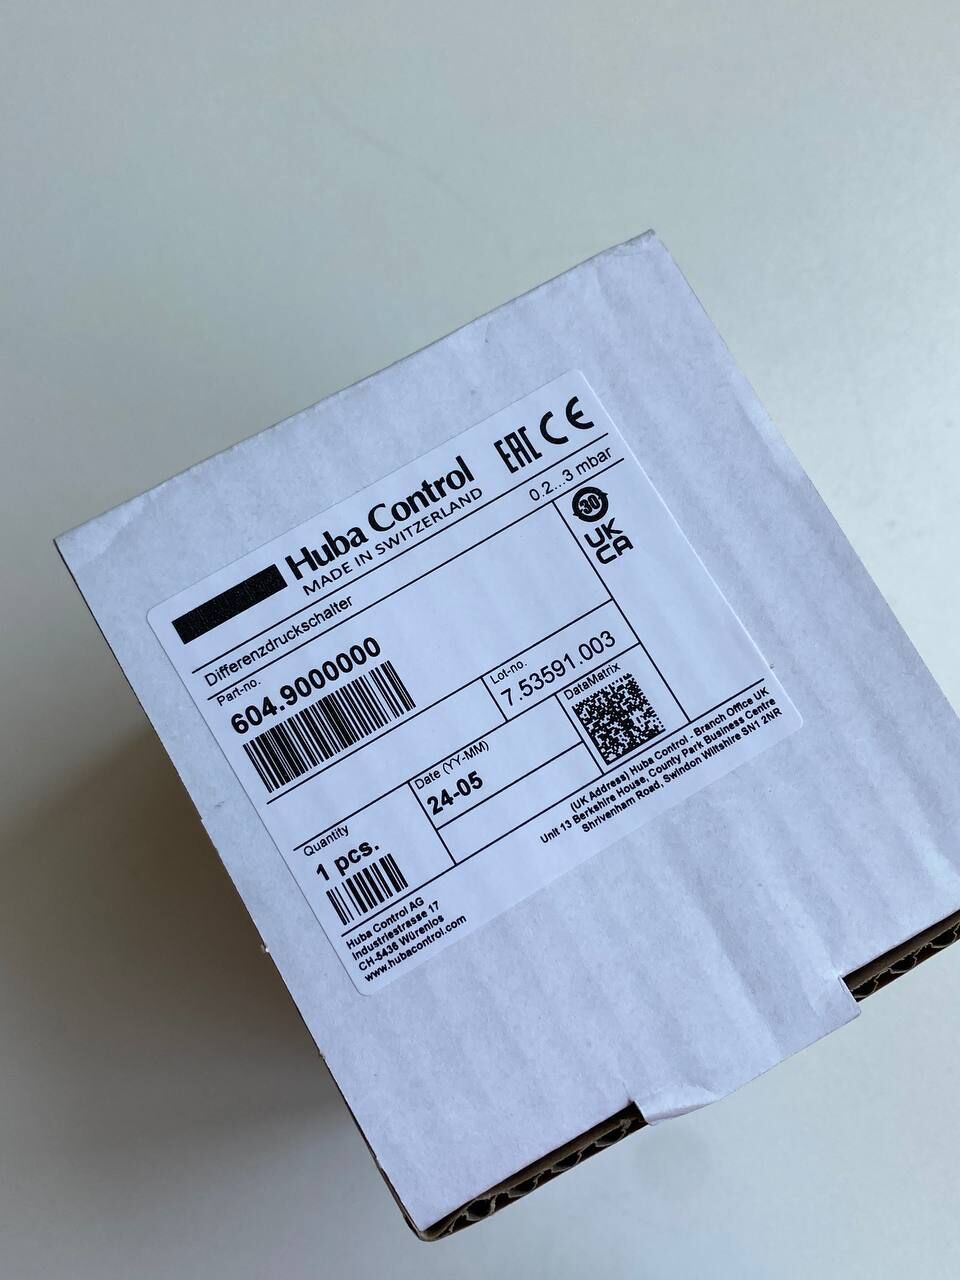 Huba Control
MADE IN SWITZERLAND
EAC CE
Differenzdruckschalter
0.2...3 mbar
Part-no.
604.9000000
30
UK
CA
Lot-no.
7.53591.003
Quantity
1 pcs.
Date (YY-MM)
24-05
DataMatrix
Huba Control AG
Industriestrasse 17
CH-5436 Würenlos
www.hubacontrol.com
(UK Address) Huba Control - Branch Office UK
Unit 13 Berkshire House, County Park Business Centre
Shrivenham Road, Swindon Wiltshire SN1 2NR